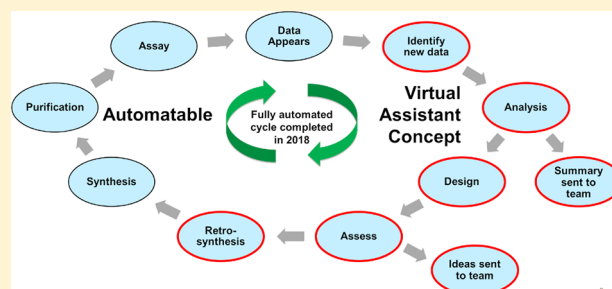 Data
Appears
Identify
new data
Assay
Analysis
Purification
Automatable
Fully automated
cycle completed
in 2018
Virtual
Assistant
Concept
Synthesis
Design
Summary
sent to
team
Retro-
synthesis
Assess
Ideas sent
to team